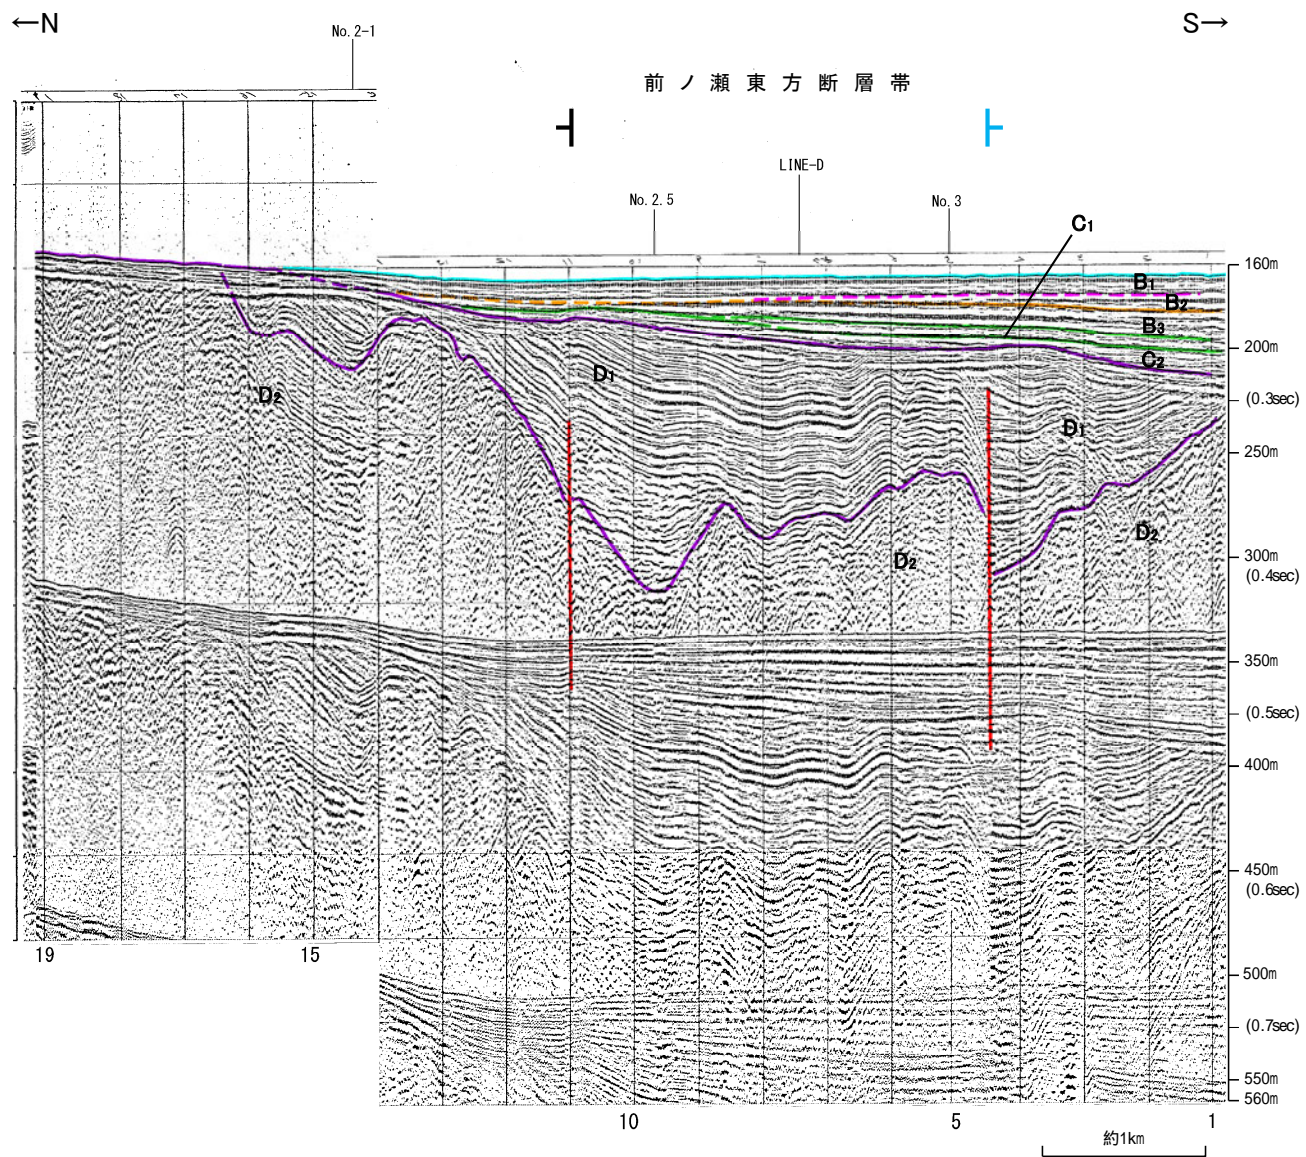 ←N
S→
No.2-1
前ノ瀬東方断層帯
LINE-D
No.2.5
No.3
C1
160m
B1
B2
B3
200m
C2
D1
D2
(0.3sec)
D1
250m
D2
D2
300m
(0.4sec)
350m
(0.5sec)
400m
450m
(0.6sec)
500m
(0.7sec)
550m
560m
19
15
10
5
1
約1km